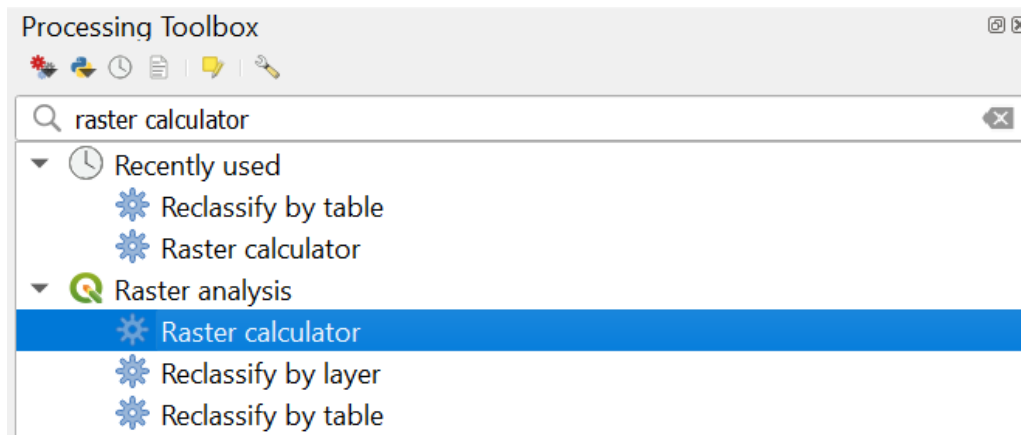 Processing Toolbox
raster calculator
Recently used
Reclassify by table
Raster calculator
Raster analysis
Raster calculator
Reclassify by layer
Reclassify by table